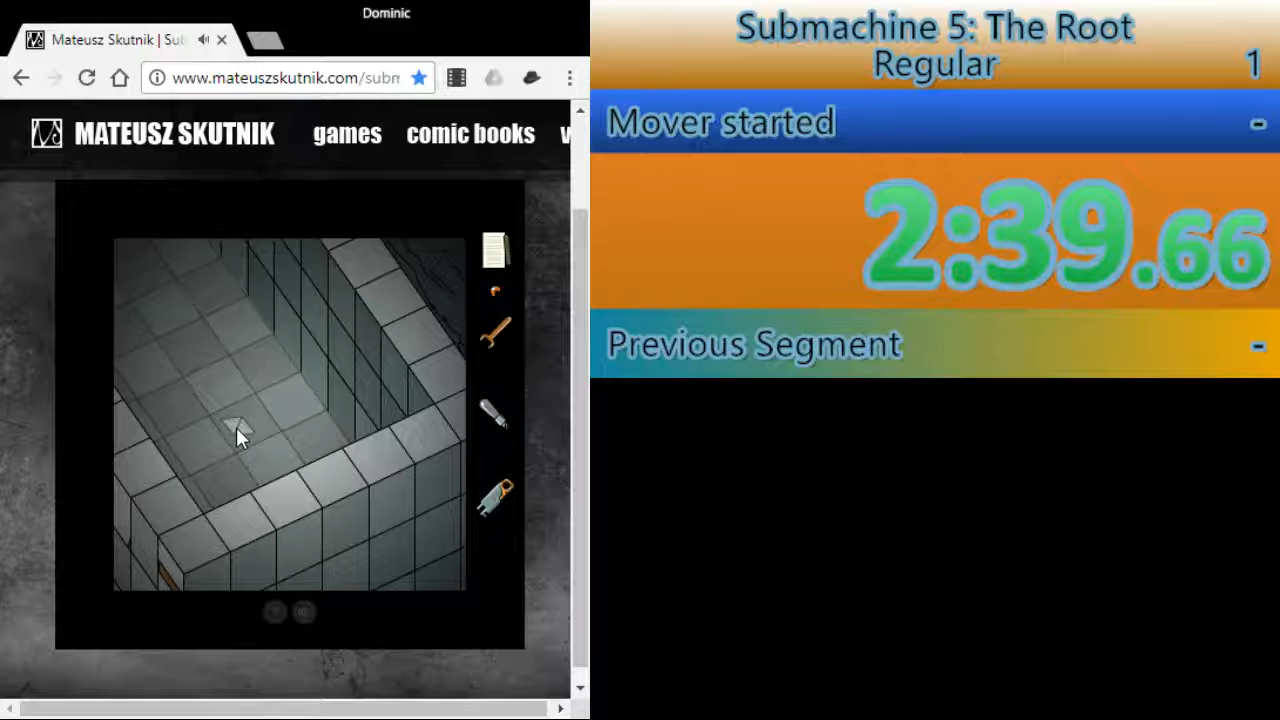 Dominic
Mateusz Skutnik | Sub
www.mateuszskutnik.com/subm
MATEUSZ SKUTNIK games comic books w
Submachine 5: The Root
Regular 1
Mover started -
2:39.66
Previous Segment -